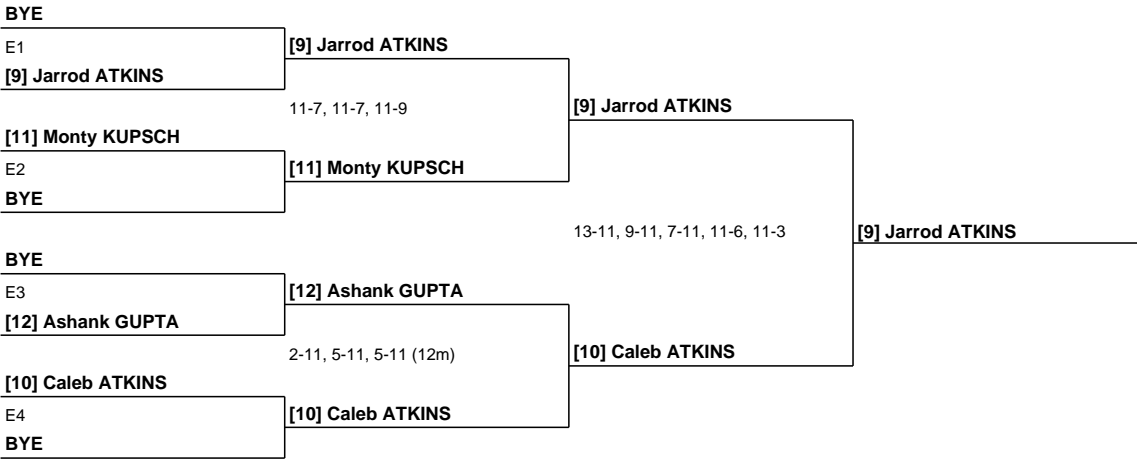 BYE
E1
[9] Jarrod ATKINS
[9] Jarrod ATKINS
11-7, 11-7, 11-9
[9] Jarrod ATKINS
[11] Monty KUPSCH
E2
[11] Monty KUPSCH
BYE
13-11, 9-11, 7-11, 11-6, 11-3
[9] Jarrod ATKINS
BYE
E3
[12] Ashank GUPTA
[12] Ashank GUPTA
2-11, 5-11, 5-11 (12m)
[10] Caleb ATKINS
[10] Caleb ATKINS
E4
[10] Caleb ATKINS
BYE